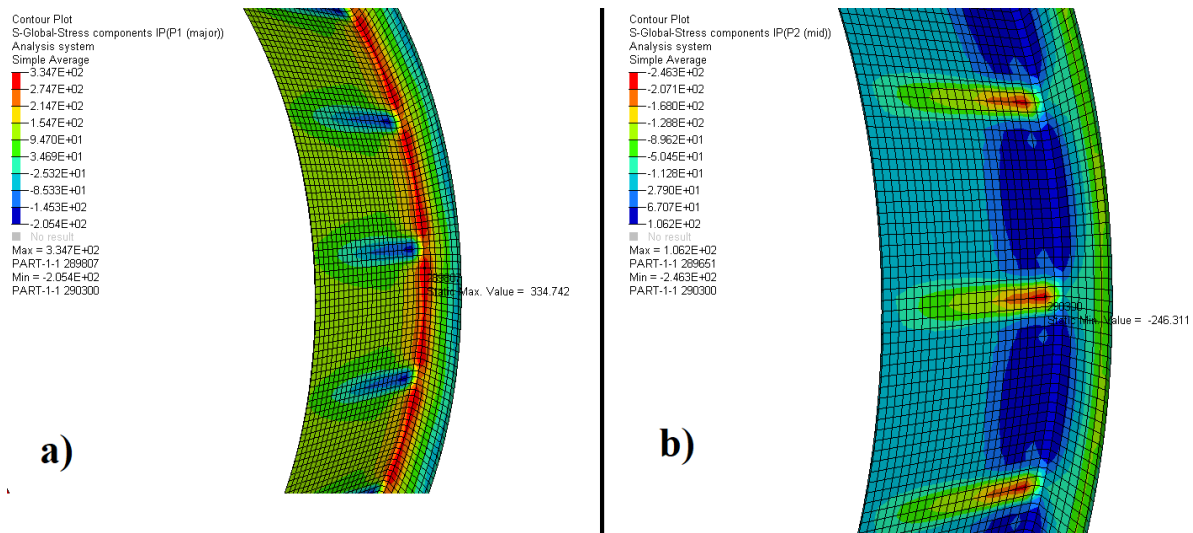 Contour Plot
S-Global-Stress components IP(P1 (major))
Analysis system
Simple Average
3.347E+02
2.747E+02
2.147E+02
1.547E+02
9.470E+01
3.469E+01
-2.532E+01
-8.533E+01
-1.453E+02
-2.054E+02
No result
Max = 3.347E+02
PART-1-1 289807
Min = -2.054E+02
PART-1-1 290300
Static Max. Value = 334.742
a)
Contour Plot
S-Global-Stress components IP(P2 (mid))
Analysis system
Simple Average
-2.463E+02
-2.071E+02
-1.680E+02
-1.288E+02
-8.962E+01
-5.045E+01
-1.128E+01
2.790E+01
6.707E+01
1.062E+02
No result
Max = 1.062E+02
PART-1-1 289651
Min = -2.463E+02
PART-1-1 290300
290300
Static Min. Value = -246.311
b)